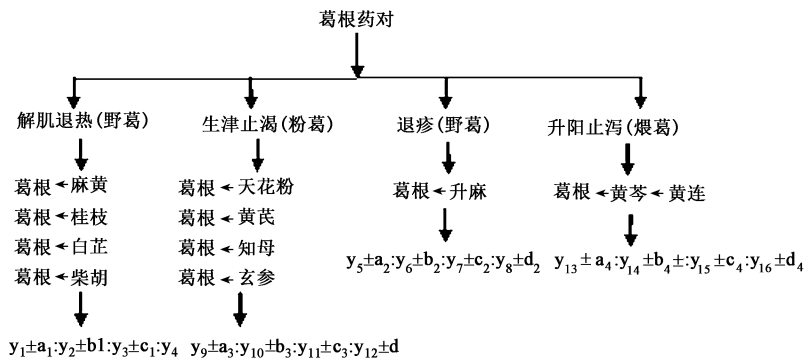 葛根药对
解肌退热(野葛) 生津止渴(粉葛) 退疹(野葛) 升阳止泻(煨葛)
葛根←麻黄 葛根←天花粉 葛根←升麻 葛根←黄芩←黄连
葛根←桂枝 葛根←黄芪
葛根←白芷 葛根←知母
葛根←柴胡 葛根←玄参
y₅±a₂:y₆±b₂:y₇±c₂:y₈±d₂ y₁₃± a₄:y₁₄±b₄±:y₁₅±c₄:y₁₆±d₄
y₁±a₁:y₂±b1:y₃±c₁:y₄ y₉±a₃:y₁₀±b₃:y₁₁±c₃:y₁₂±d